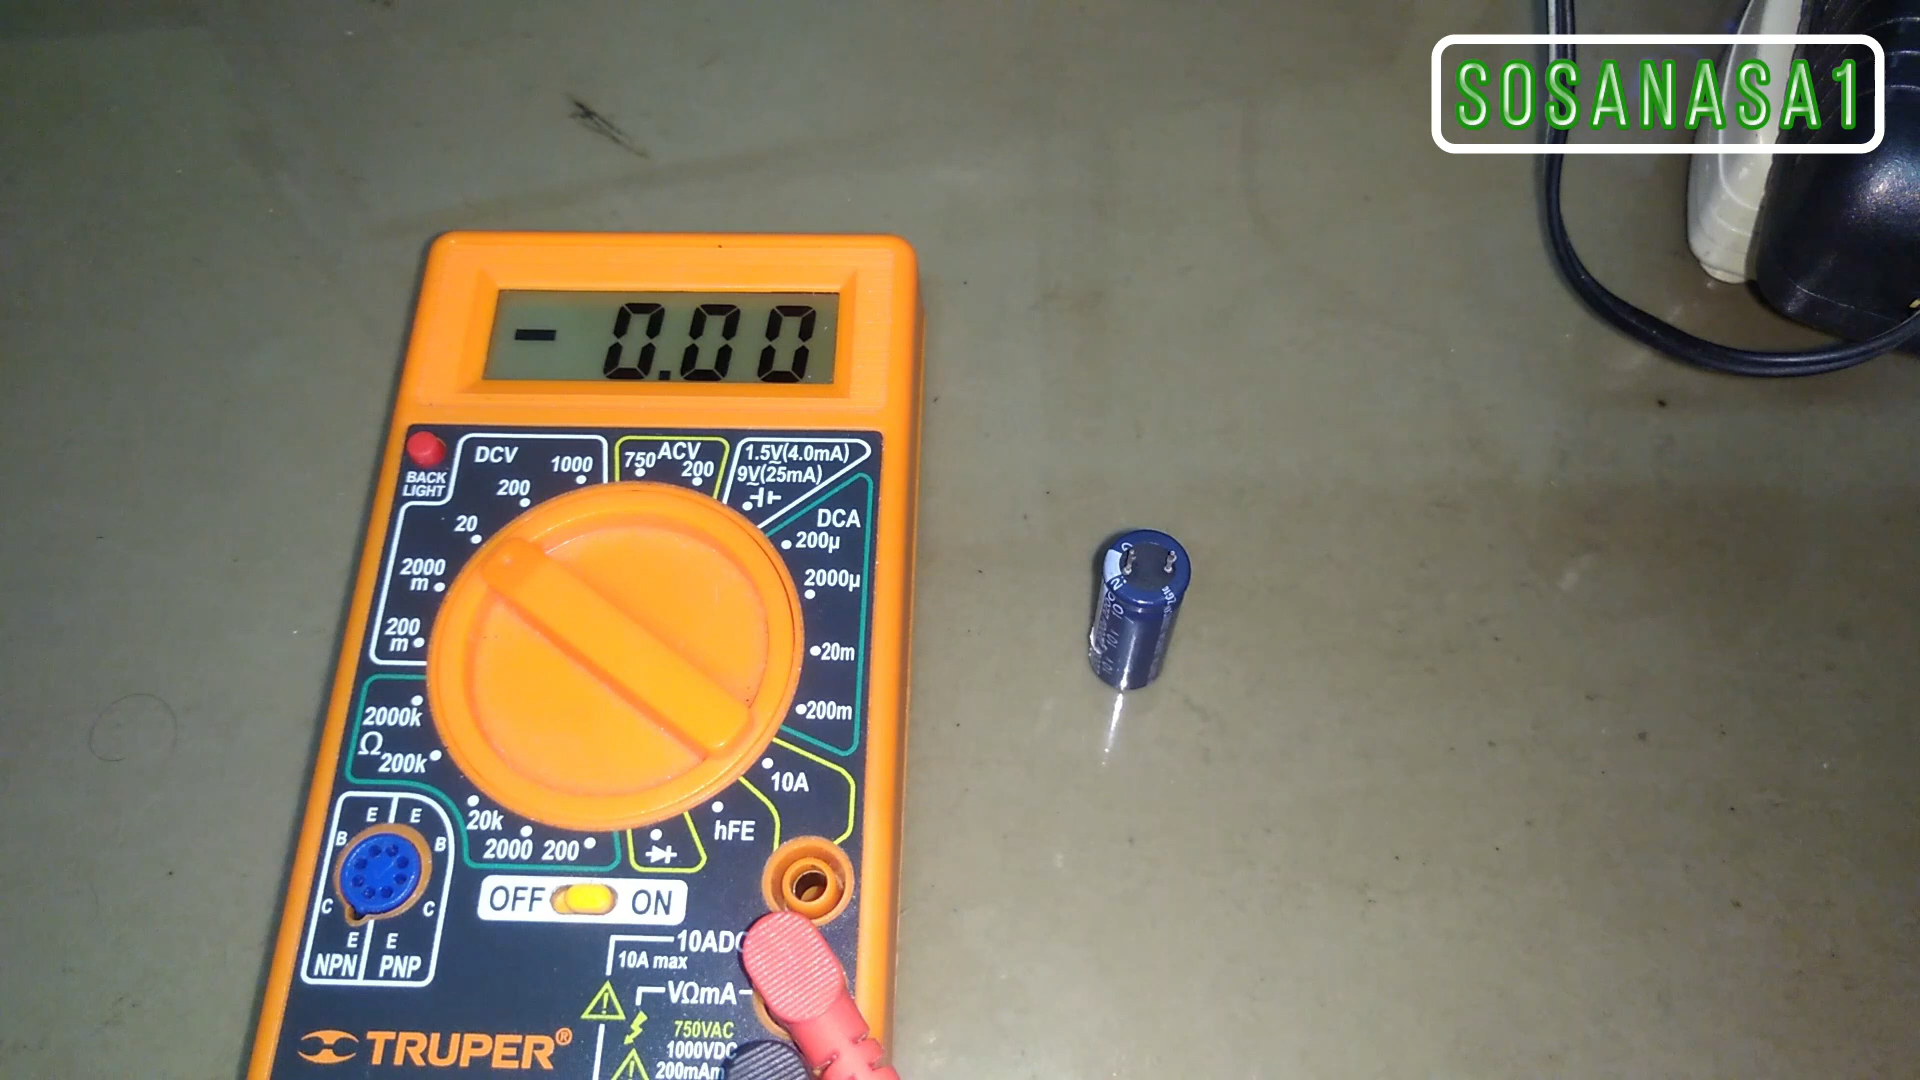 SOSANASA1
- 0.00
BACK
LIGHT
DCV
1000
200
20
2000
m
200
m
ACV
750
200
1.5V(4.0mA)
9V(25mA)
DCA
200µ
2000µ
20m
200m
10A
hFE
2000k
Ω
200k
20k
2000
200
OFF
ON
E E
B B
C C
E E
NPN PNP
10ADC
10A max
VΩmA
750VAC
1000VDC
200mAm
TRUPER®